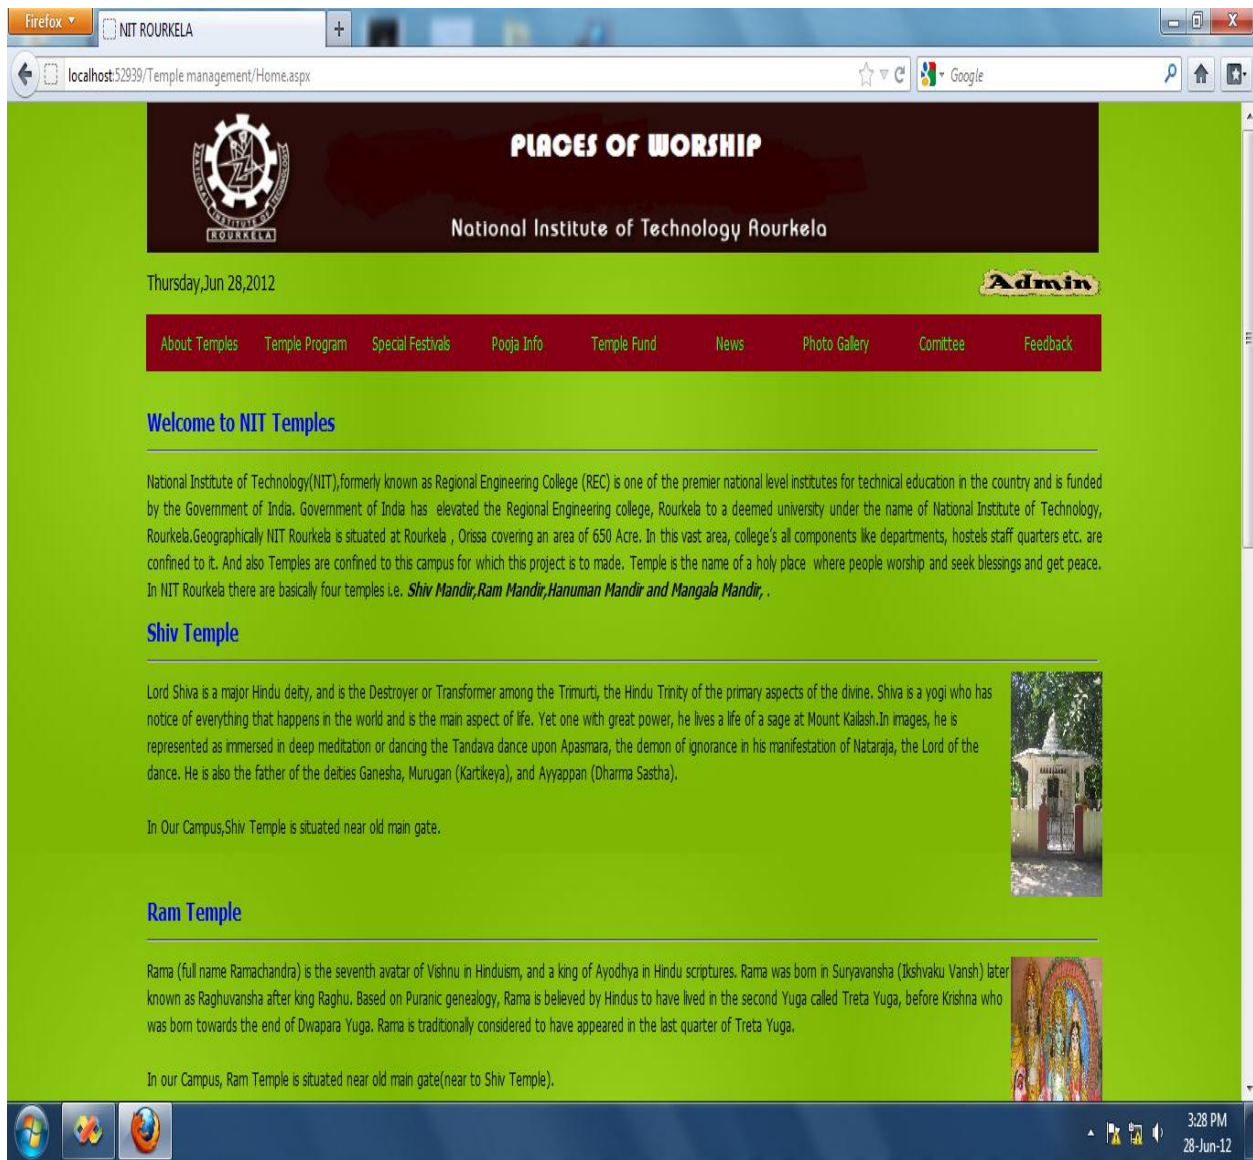 Firefox
NIT ROURKELA
localhost:52939/Temple management/Home.aspx
Google
PLACES OF WORSHIP
NATIONAL INSTITUTE OF TECHNOLOGY
ROURKELA
National Institute of Technology Rourkela
Thursday,Jun 28,2012
Admin
About Temples Temple Program Special Festivals Pooja Info Temple Fund News Photo Gallery Comittee Feedback
Welcome to NIT Temples
National Institute of Technology(NIT),formerly known as Regional Engineering College (REC) is one of the premier national level institutes for technical education in the country and is funded
by the Government of India. Government of India has elevated the Regional Engineering college, Rourkela to a deemed university under the name of National Institute of Technology,
Rourkela.Geographically NIT Rourkela is situated at Rourkela , Orissa covering an area of 650 Acre. In this vast area, college's all components like departments, hostels staff quarters etc. are
confined to it. And also Temples are confined to this campus for which this project is to made. Temple is the name of a holy place where people worship and seek blessings and get peace.
In NIT Rourkela there are basically four temples i.e. Shiv Mandir,Ram Mandir,Hanuman Mandir and Mangala Mandir, .
Shiv Temple
Lord Shiva is a major Hindu deity, and is the Destroyer or Transformer among the Trimurti, the Hindu Trinity of the primary aspects of the divine. Shiva is a yogi who has
notice of everything that happens in the world and is the main aspect of life. Yet one with great power, he lives a life of a sage at Mount Kailash.In images, he is
represented as immersed in deep meditation or dancing the Tandava dance upon Apasmara, the demon of ignorance in his manifestation of Nataraja, the Lord of the
dance. He is also the father of the deities Ganesha, Murugan (Kartikeya), and Ayyappan (Dharma Sastha).
In Our Campus,Shiv Temple is situated near old main gate.
Ram Temple
Rama (full name Ramachandra) is the seventh avatar of Vishnu in Hinduism, and a king of Ayodhya in Hindu scriptures. Rama was born in Suryavansha (Ikshvaku Vansh) later
known as Raghuvansha after king Raghu. Based on Puranic genealogy, Rama is believed by Hindus to have lived in the second Yuga called Treta Yuga, before Krishna who
was born towards the end of Dwapara Yuga. Rama is traditionally considered to have appeared in the last quarter of Treta Yuga.
In our Campus, Ram Temple is situated near old main gate(near to Shiv Temple).
3:28 PM
28-Jun-12